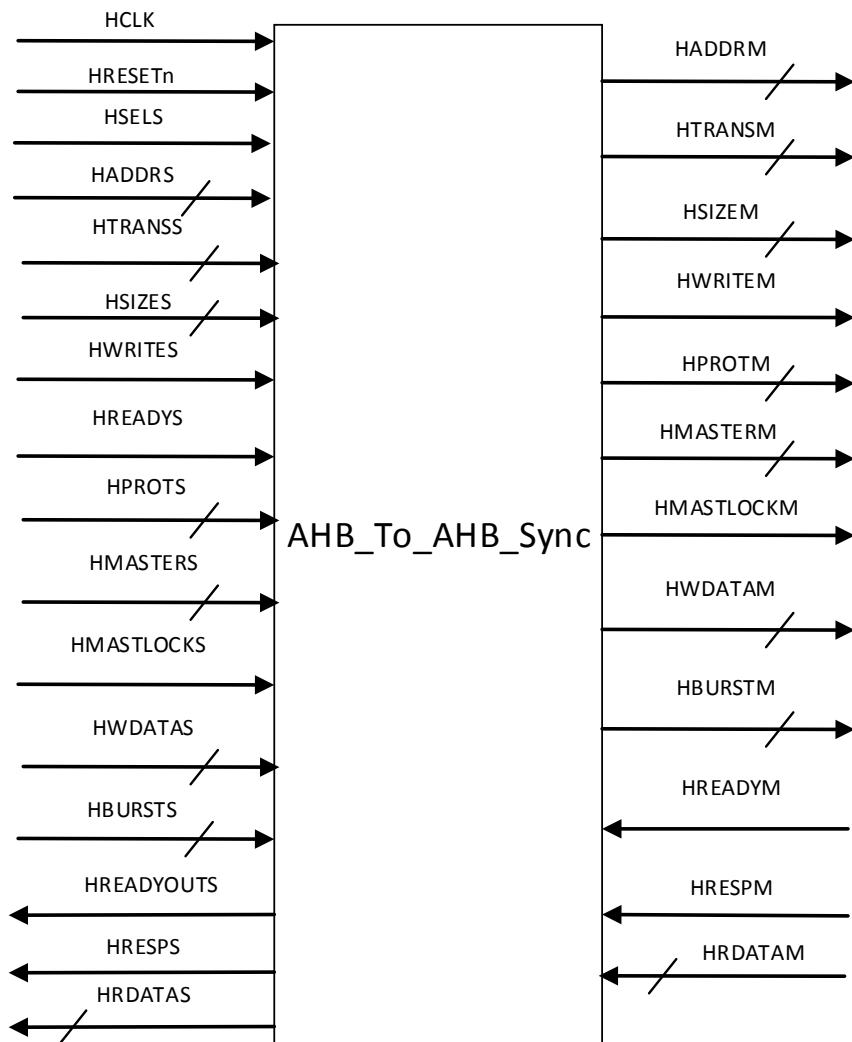 HCLK
HRESETn
HSELS
HADDRS
HTRANSS
HSIZES
HWRITES
HREADYS
HPROTS
HMASTERS
HMASTLOCKS
HWDATAS
HBURSTS
HREADYOUTS
HRESPS
HRDATAS
AHB_To_AHB_Sync
HADDRM
HTRANSM
HSIZEM
HWRITEM
HPROTM
HMASTERM
HMASTLOCKM
HWDATAM
HBURSTM
HREADYM
HRESPM
HRDATAM